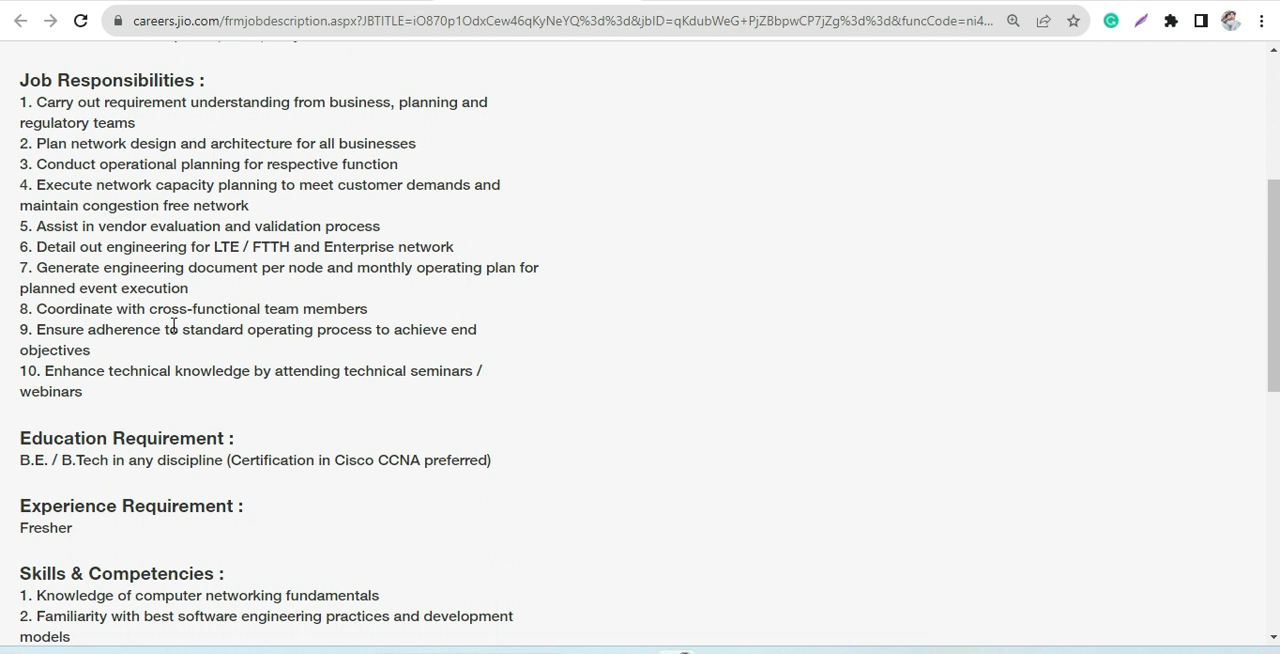 careers.jio.com/frmjobdescription.aspx?JBTITLE=iO870p1OdxCew46qKyNeYQ%3d%3d&jbID=qKdubWeG+PjZBbpwCP7jZg%3d%3d&funcCode=ni4...
Job Responsibilities :
1. Carry out requirement understanding from business, planning and
regulatory teams
2. Plan network design and architecture for all businesses
3. Conduct operational planning for respective function
4. Execute network capacity planning to meet customer demands and
maintain congestion free network
5. Assist in vendor evaluation and validation process
6. Detail out engineering for LTE / FTTH and Enterprise network
7. Generate engineering document per node and monthly operating plan for
planned event execution
8. Coordinate with cross-functional team members
9. Ensure adherence to standard operating process to achieve end
objectives
10. Enhance technical knowledge by attending technical seminars /
webinars
Education Requirement :
B.E. / B.Tech in any discipline (Certification in Cisco CCNA preferred)
Experience Requirement :
Fresher
Skills & Competencies :
1. Knowledge of computer networking fundamentals
2. Familiarity with best software engineering practices and development
models